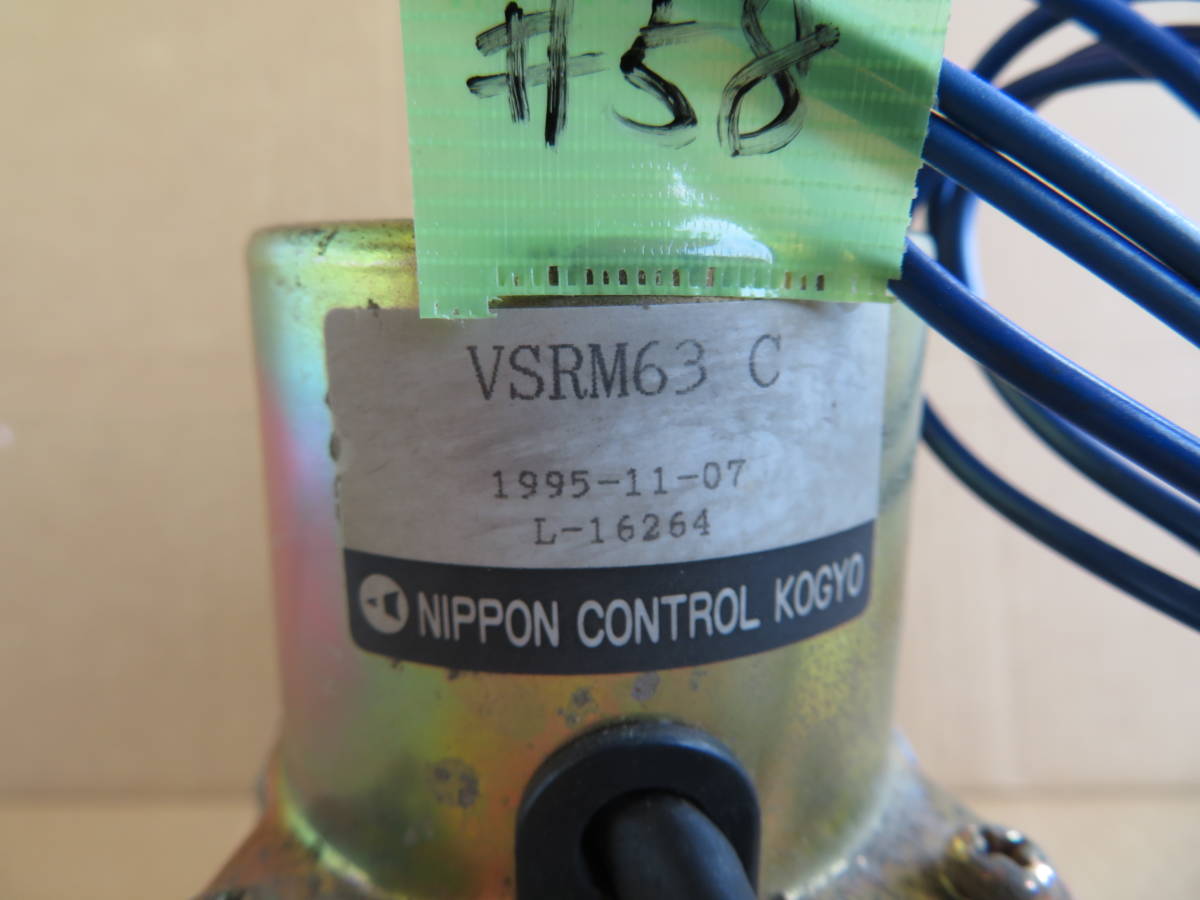 #58
VSRM63 C
1995-11-07
L-16264
NIPPON CONTROL KOGYO